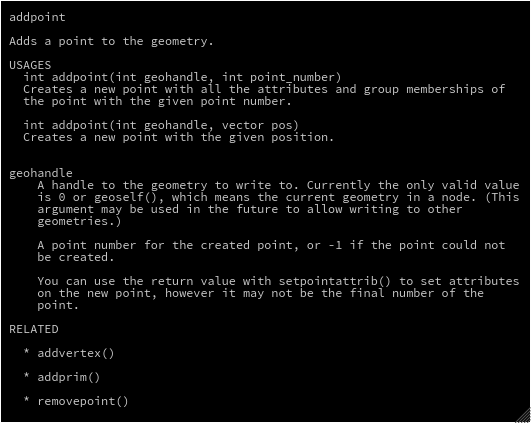 addpoint
Adds a point to the geometry.
USAGES
int addpoint(int geohandle, int point_number)
Creates a new point with all the attributes and group memberships of
the point with the given point number.
int addpoint(int geohandle, vector pos)
Creates a new point with the given position.
geohandle
A handle to the geometry to write to. Currently the only valid value
is 0 or geoself(), which means the current geometry in a node. (This
argument may be used in the future to allow writing to other
geometries.)
A point number for the created point, or -1 if the point could not
be created.
You can use the return value with setpointattrib() to set attributes
on the new point, however it may not be the final number of the
point.
RELATED
* addvertex()
* addprim()
* removepoint()